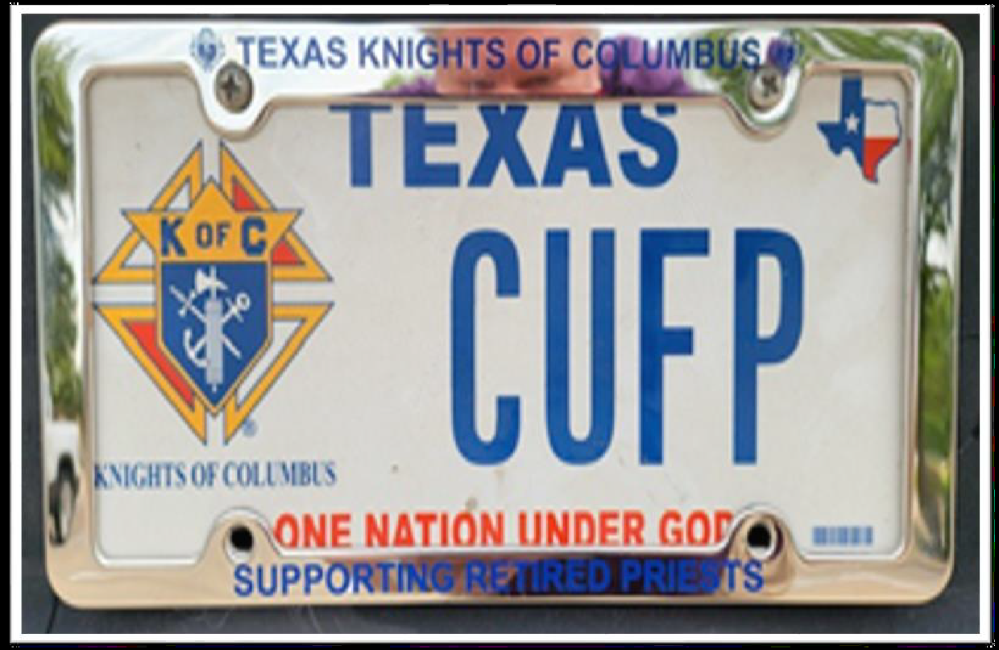 TEXAS KNIGHTS OF COLUMBUS
TEXAS
K OF C
CUFP
KNIGHTS OF COLUMBUS
ONE NATION UNDER GOD
SUPPORTING RETIRED PRIESTS